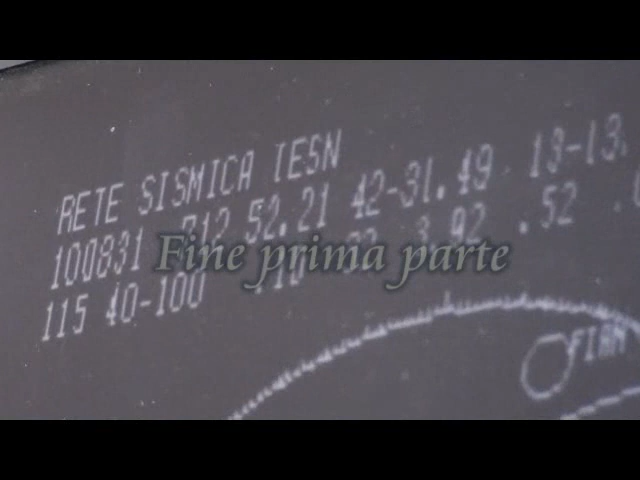 RETE SISMICA IESN
100831 712 52.21 42-31.49 13-13.
115 40-100 3.92 .52
Fine prima parte